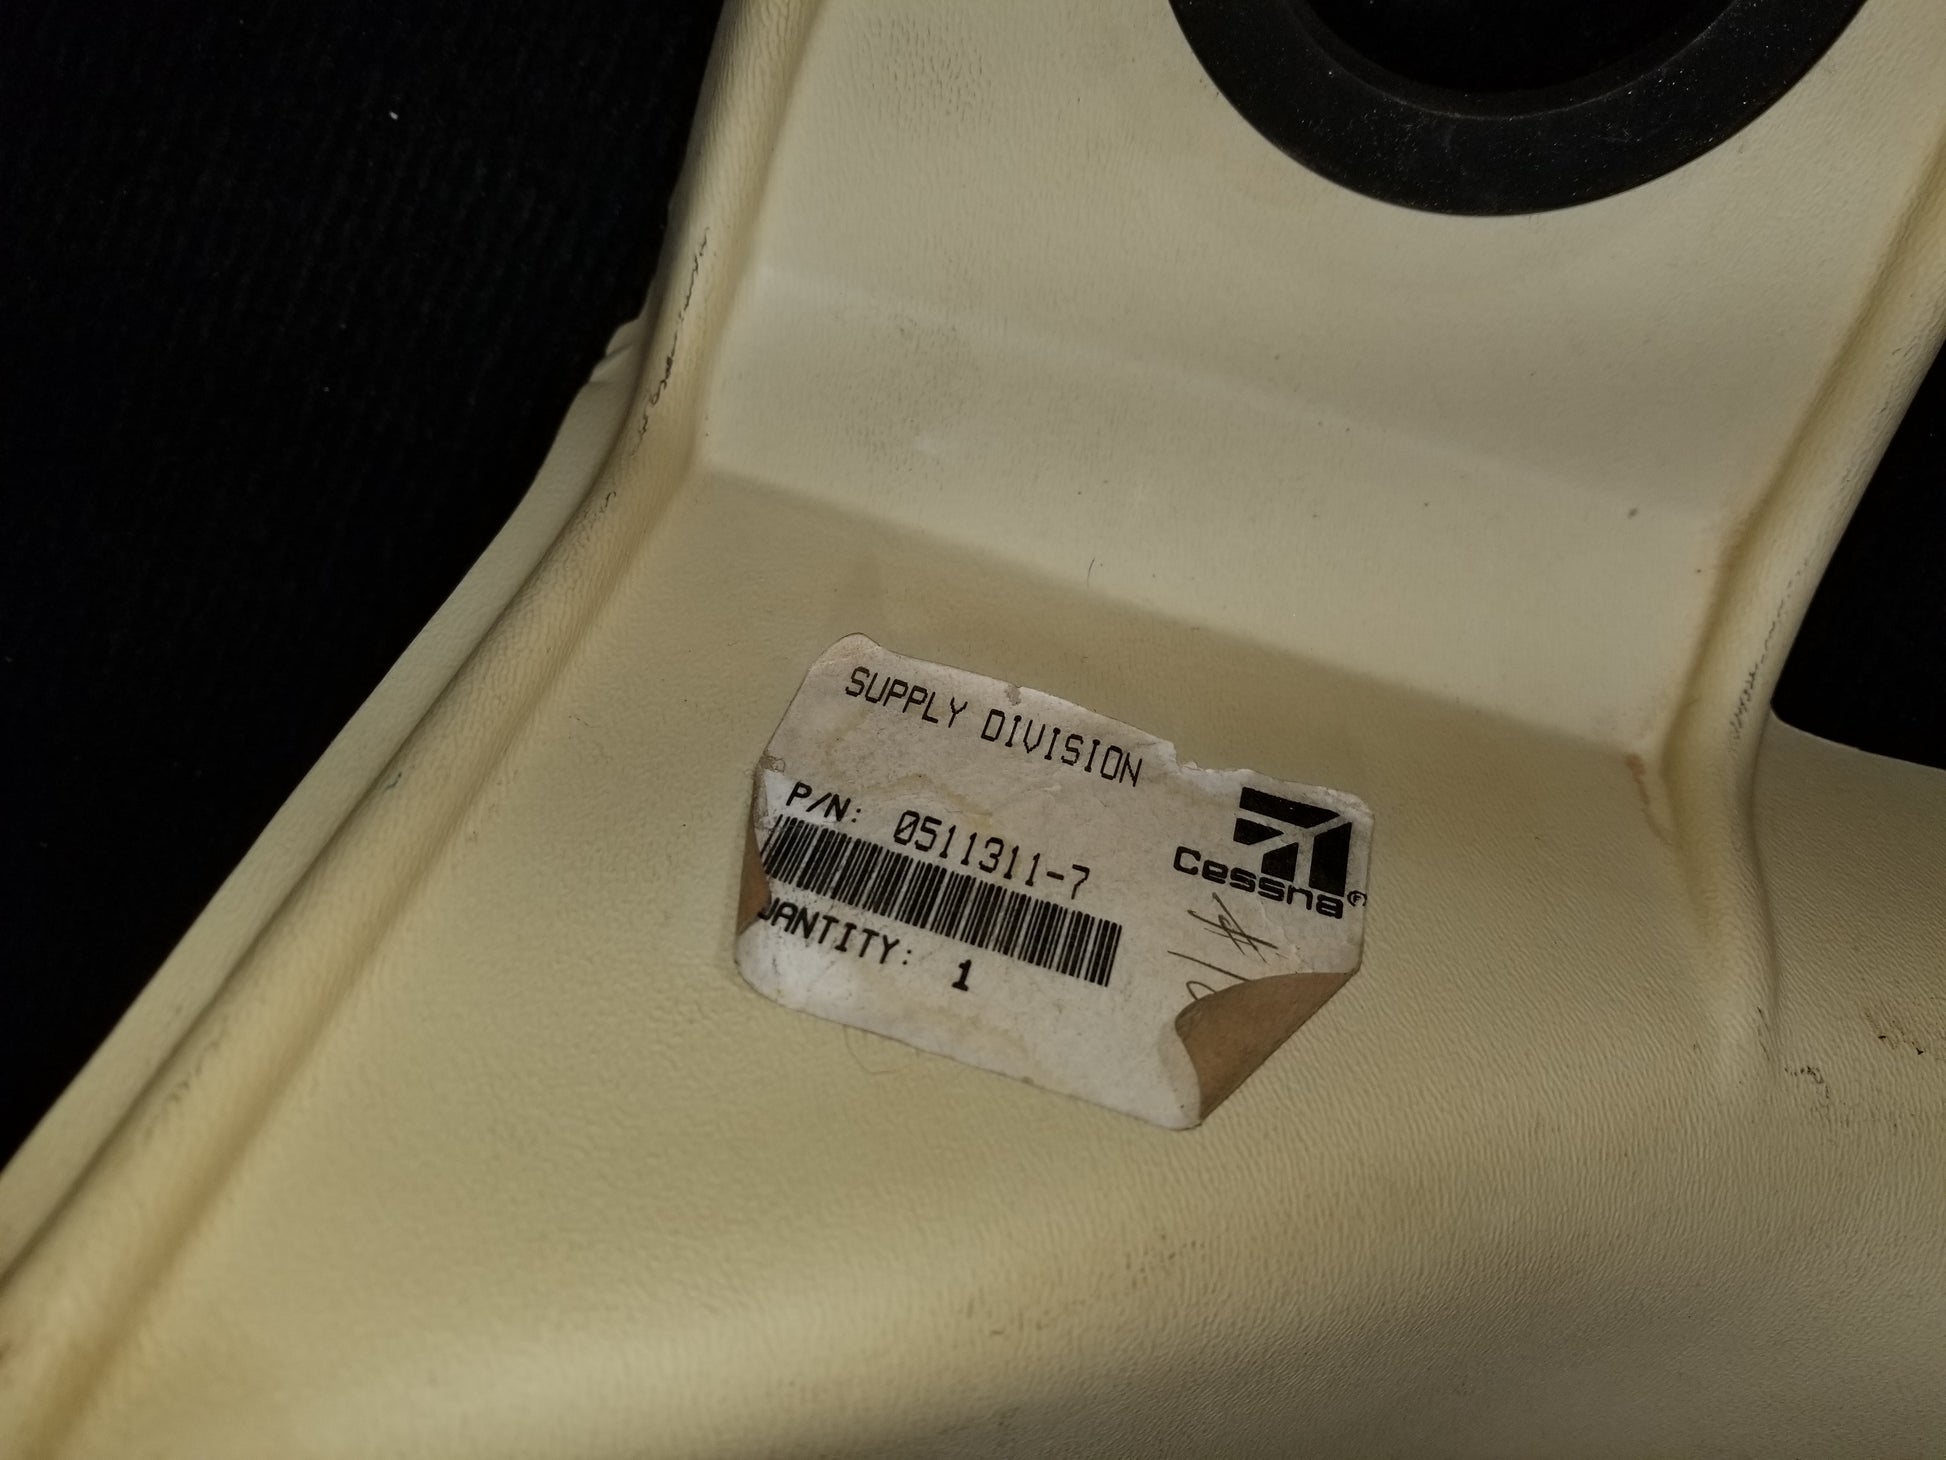 SUPPLY DIVISION
P/N: 0511311-7
Cessna®
UANTITY: 1